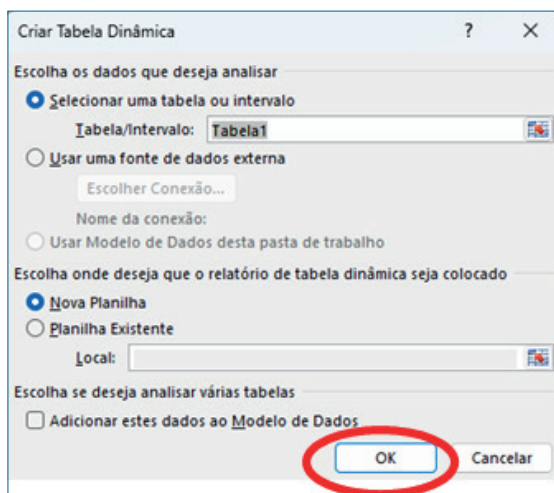 Criar Tabela Dinâmica ? ×
Escolha os dados que deseja analisar
Selecionar uma tabela ou intervalo
Tabela/Intervalo: Tabela1
Usar uma fonte de dados externa
Escolher Conexão...
Nome da conexão:
Usar Modelo de Dados desta pasta de trabalho
Escolha onde deseja que o relatório de tabela dinâmica seja colocado
Nova Planilha
Planilha Existente
Local:
Escolha se deseja analisar várias tabelas
Adicionar estes dados ao Modelo de Dados
OK Cancelar